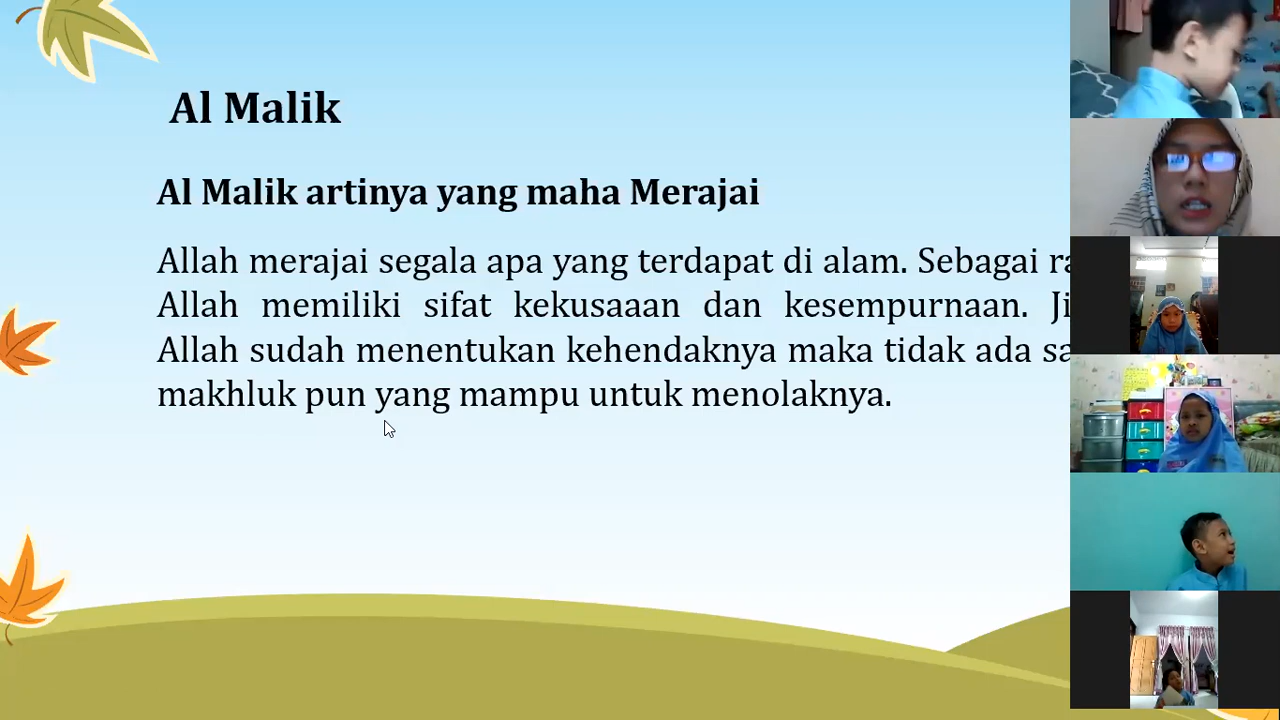 Al Malik
Al Malik artinya yang maha Merajai
Allah merajai segala apa yang terdapat di alam. Sebagai
Allah memiliki sifat kekusaaan dan kesempurnaan.
Allah sudah menentukan kehendaknya maka tidak ada
makhluk pun yang mampu untuk menolaknya.